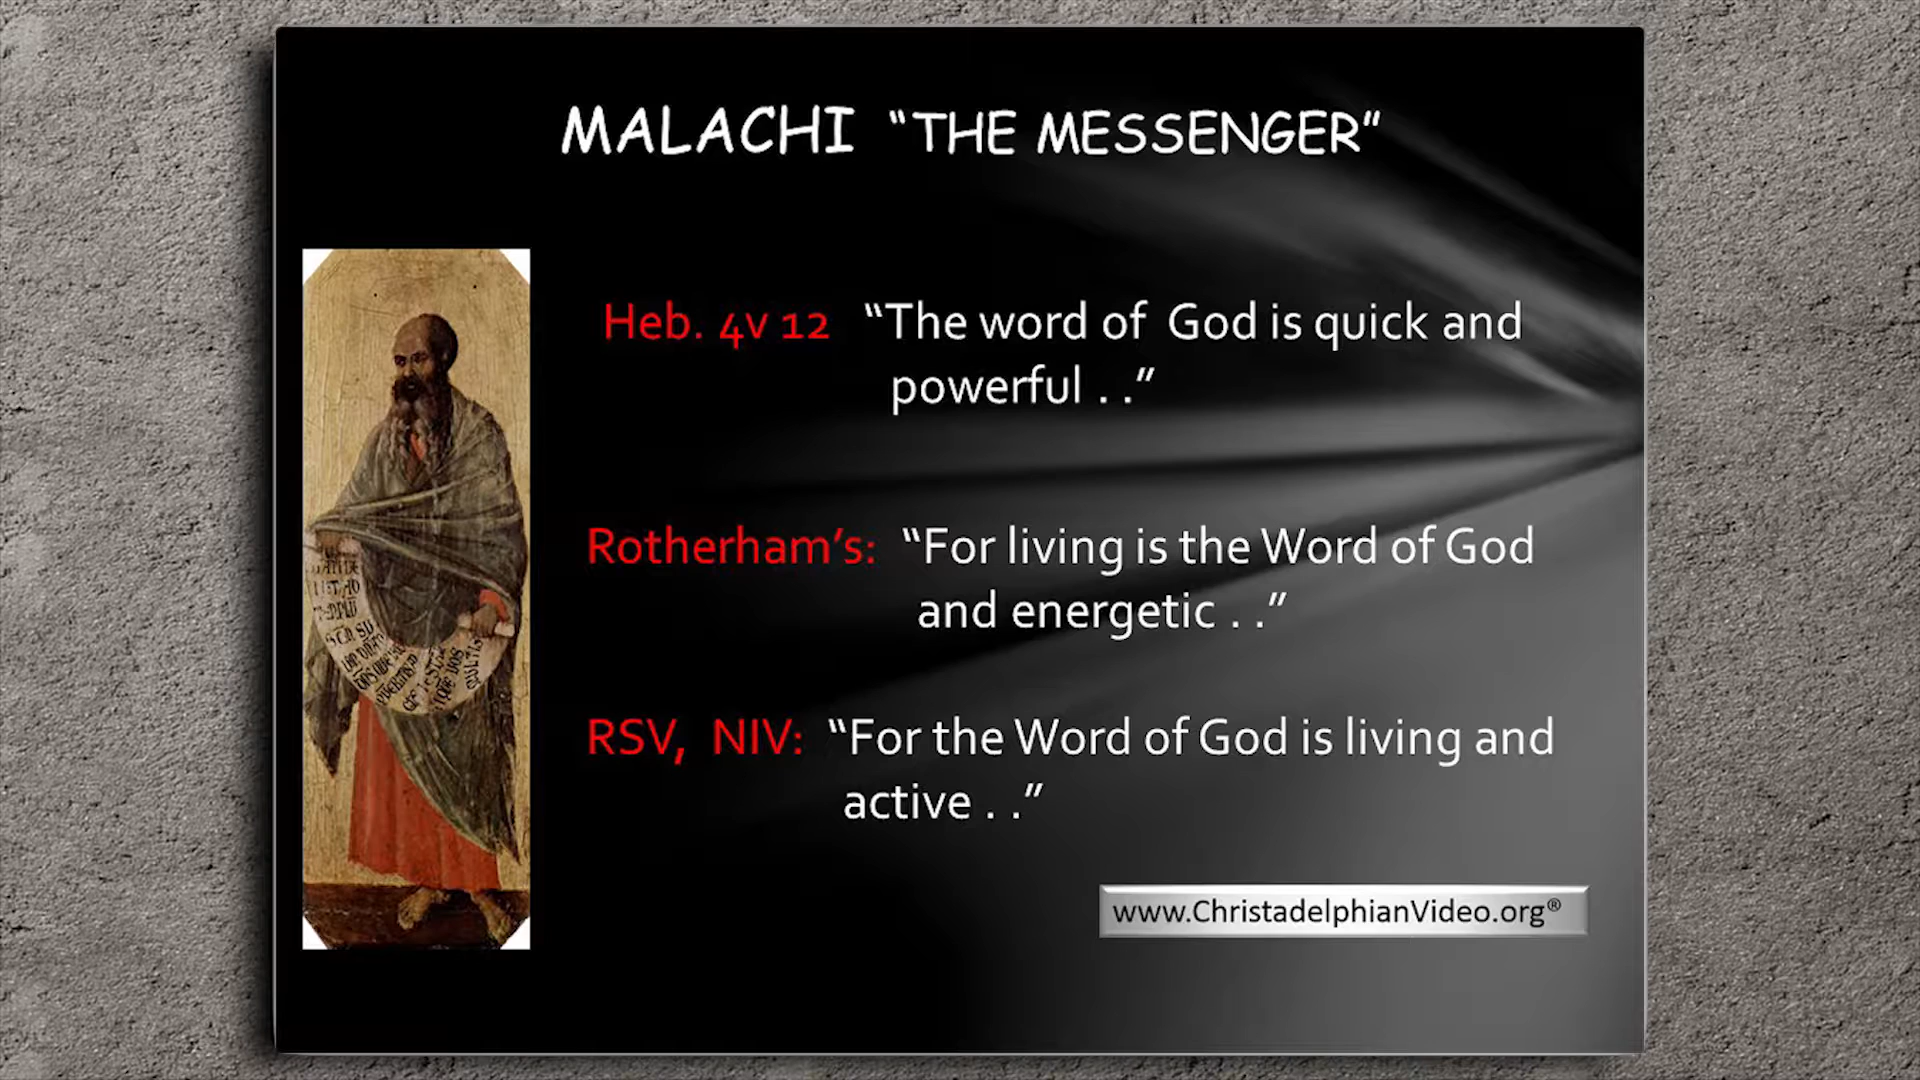 MALACHI “THE MESSENGER”
Heb. 4v 12 “The word of God is quick and
powerful . .”
Rotherham’s: “For living is the Word of God
and energetic . .”
RSV, NIV: “For the Word of God is living and
active . .”
www.ChristadelphianVideo.org®